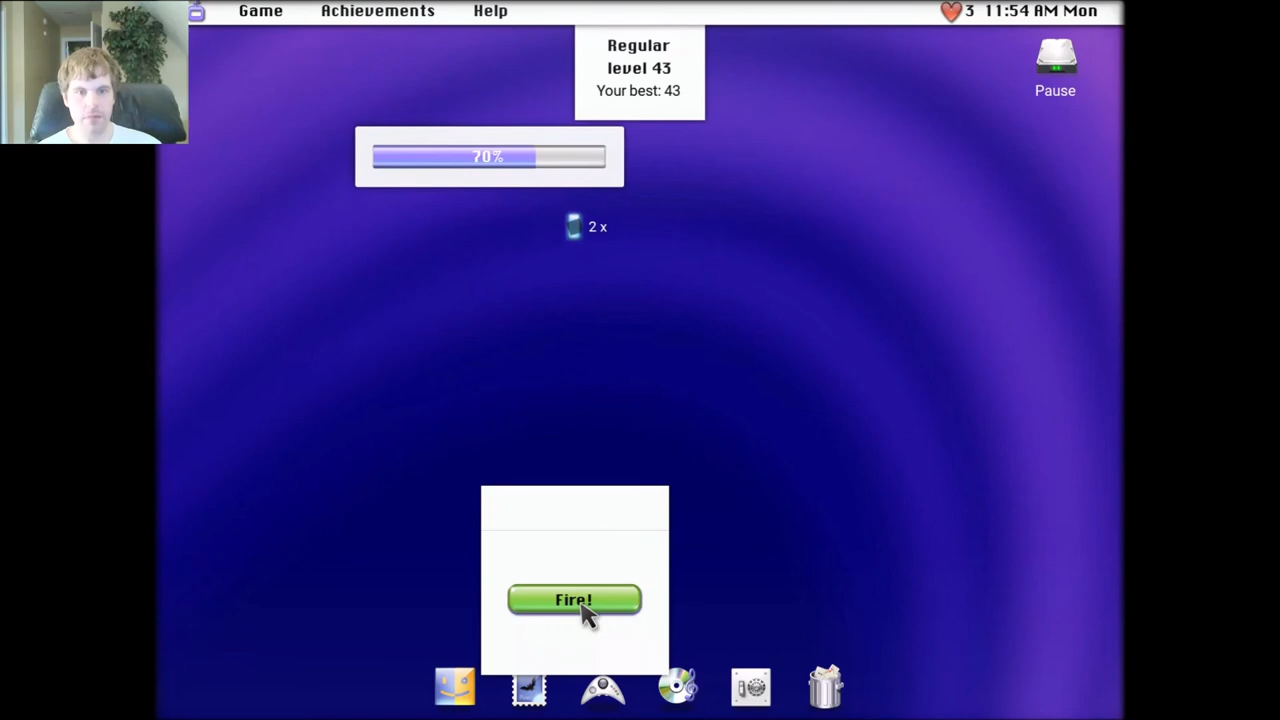 Game Achievements Help 3 11:54 AM Mon
Regular
level 43
Your best: 43
Pause
70%
2 x
Fire!